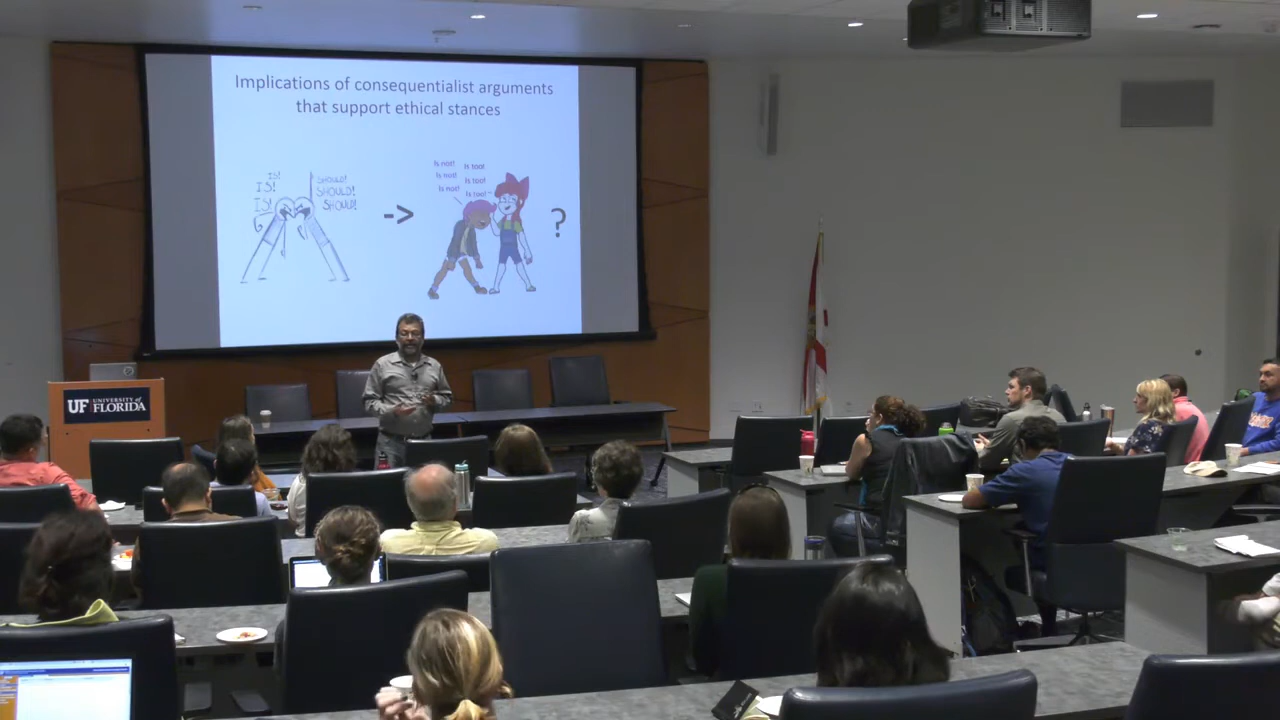 Implications of consequentialist arguments
that support ethical stances
IS!
IS!
IS!
SHOULD!
SHOULD!
SHOULD!
->
Is not! Is too!
Is not! Is too!
Is not! Is too!
?
UF UNIVERSITY of
FLORIDA